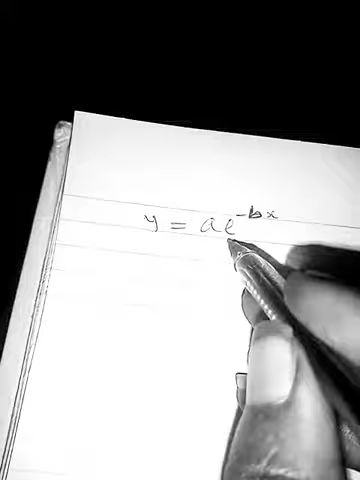 y = ae^{-bx}